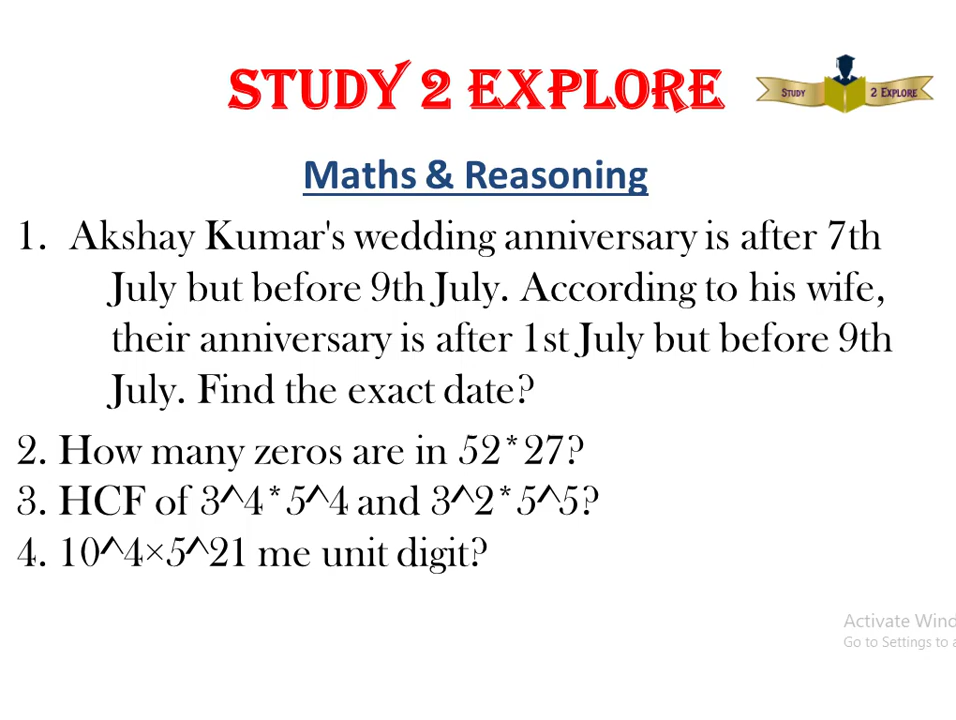 STUDY 2 EXPLORE
STUDY 2 EXPLORE
Maths & Reasoning
1. Akshay Kumar's wedding anniversary is after 7th
July but before 9th July. According to his wife,
their anniversary is after 1st July but before 9th
July. Find the exact date?
2. How many zeros are in 52*27?
3. HCF of 3^4*5^4 and 3^2*5^5?
4. 10^4×5^21 me unit digit?
Activate Wind
Go to Settings to a